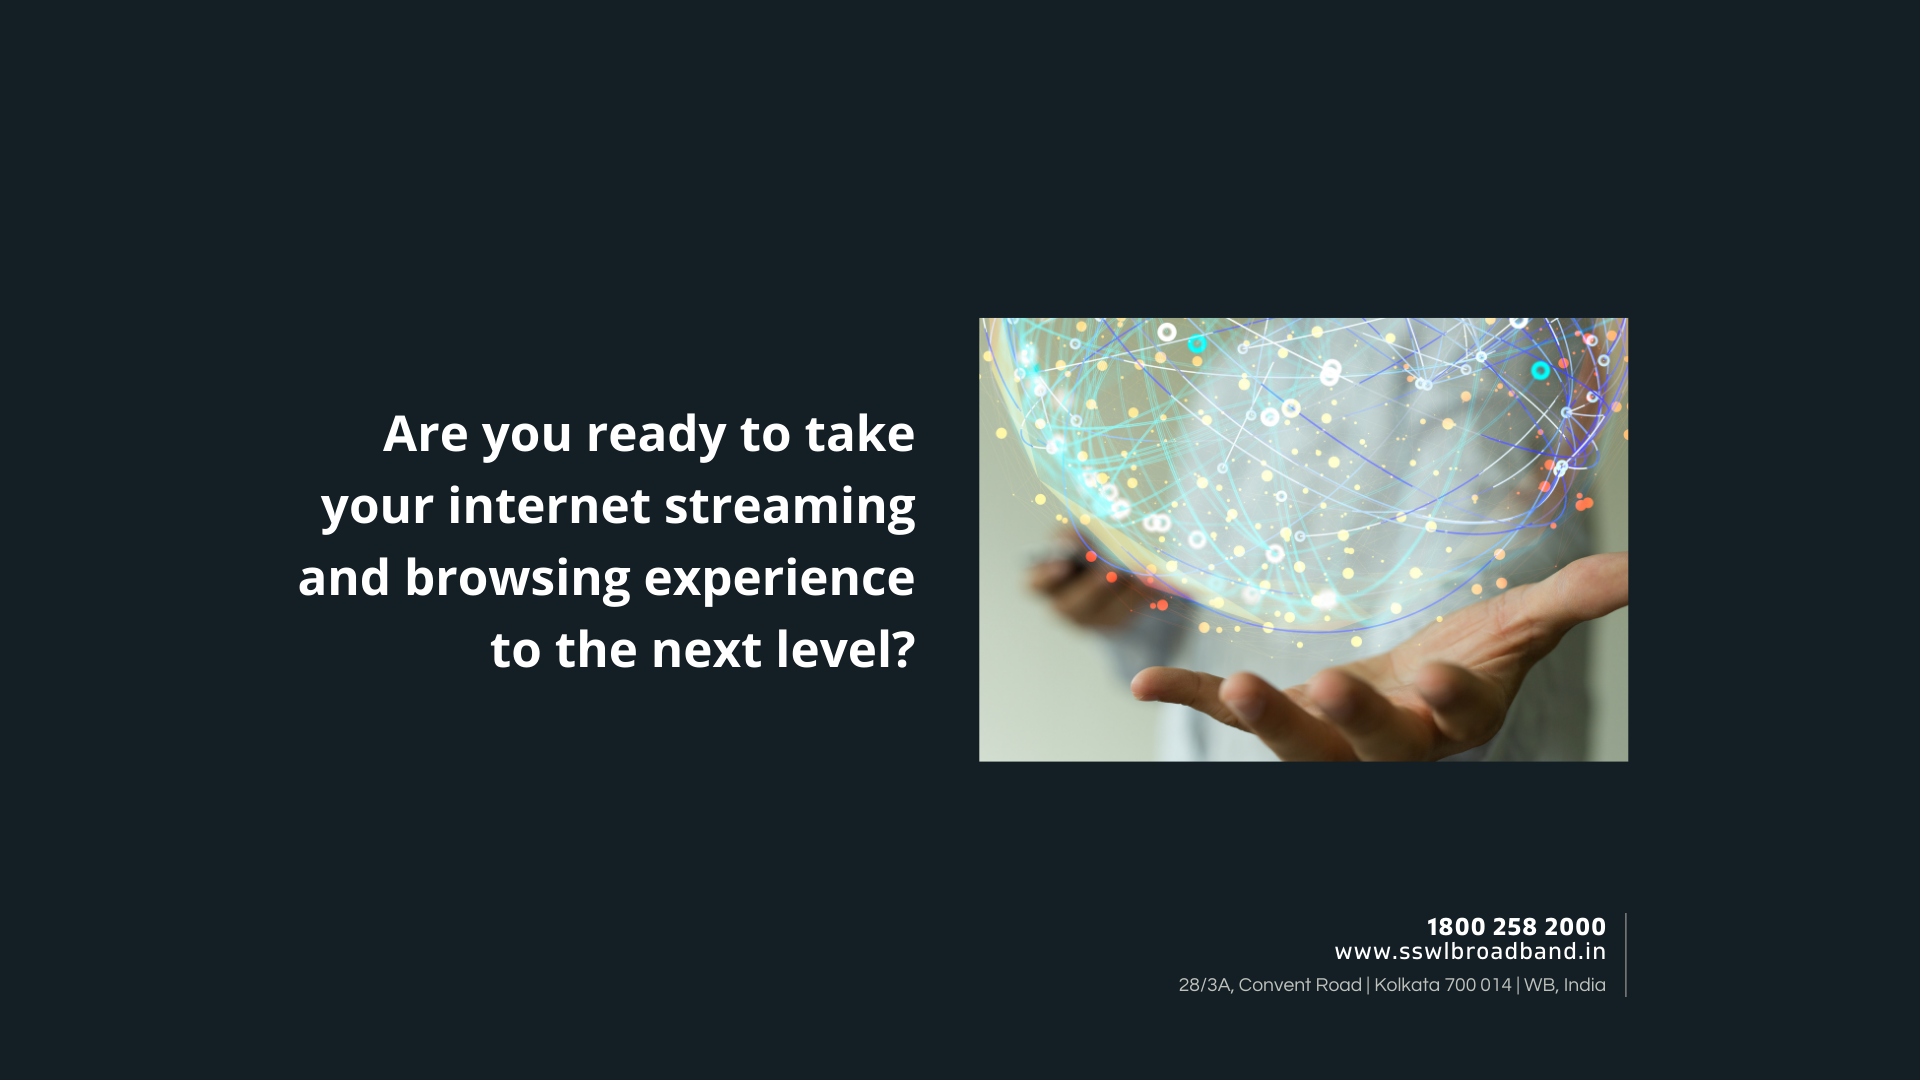 Are you ready to take
your internet streaming
and browsing experience
to the next level?
1800 258 2000
www.sswlbroadband.in
28/3A, Convent Road | Kolkata 700 014 | WB, India